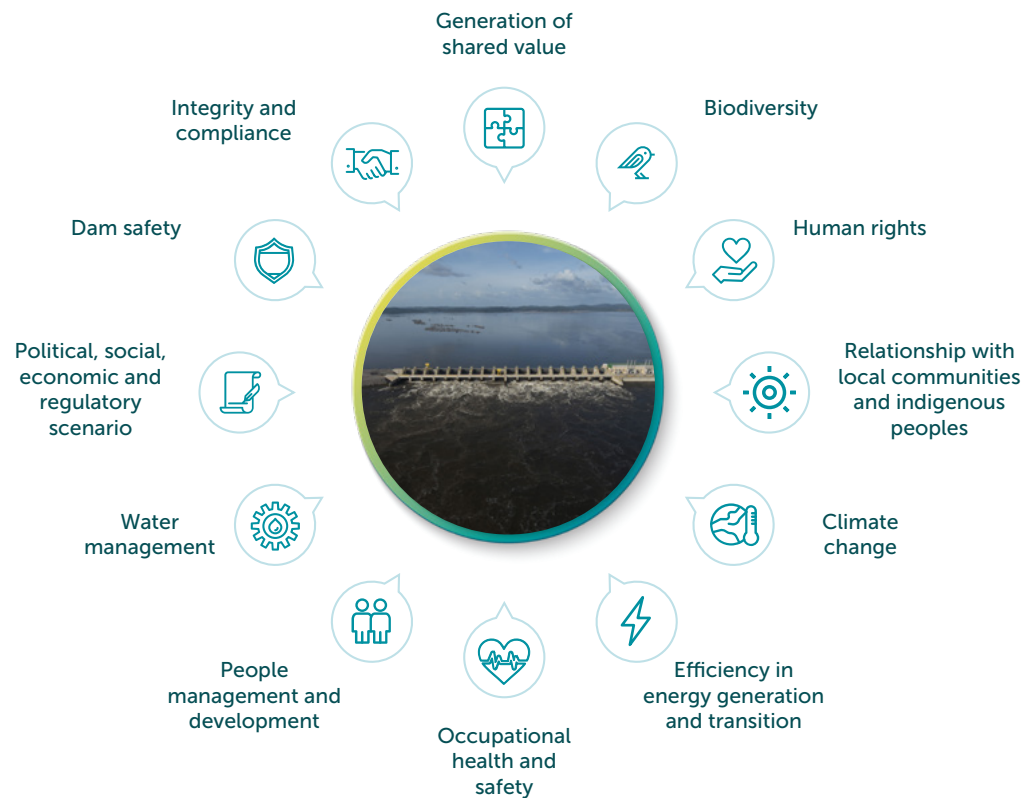 Generation of
shared value
Biodiversity
Human rights
Relationship with
local communities
and indigenous
peoples
Climate
change
Efficiency in
energy generation
and transition
Occupational
health and
safety
People
management and
development
Water
management
Political, social,
economic and
regulatory
scenario
Dam safety
Integrity and
compliance